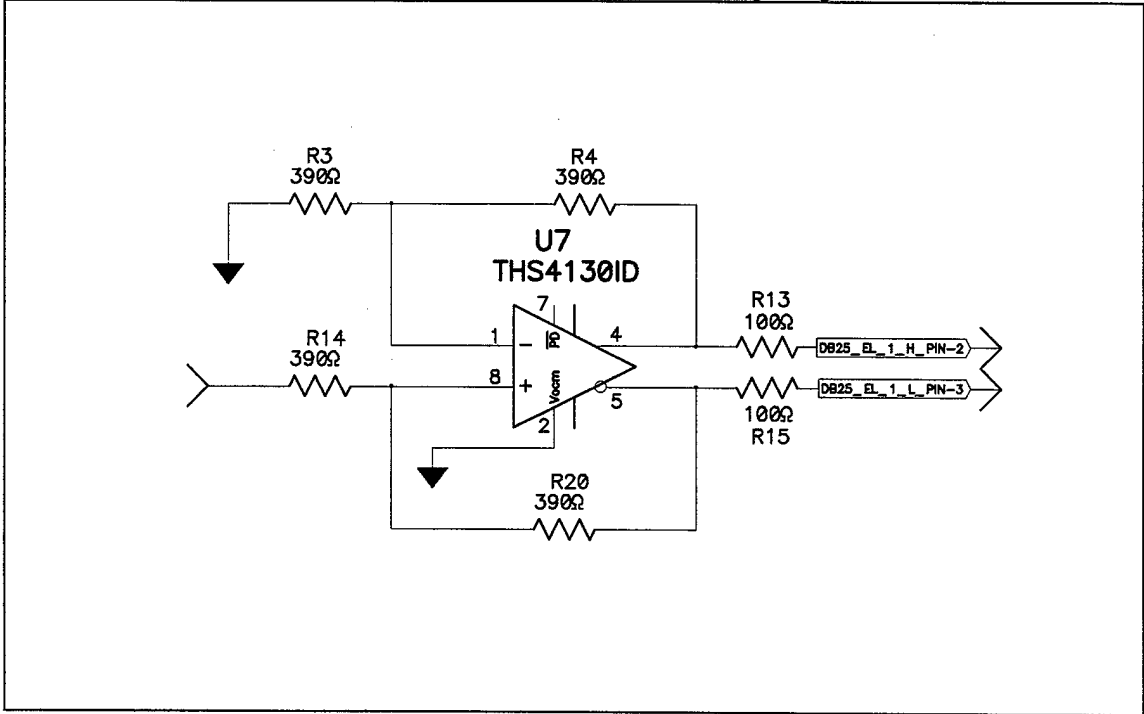 R3
390Ω
R4
390Ω
U7
THS4130ID
7
PD
1
-
4
R13
100Ω
DB25_EL_1_H_PIN-2
R14
390Ω
8
+
Vocm
5
DB25_EL_1_L_PIN-3
2
100Ω
R15
R20
390Ω